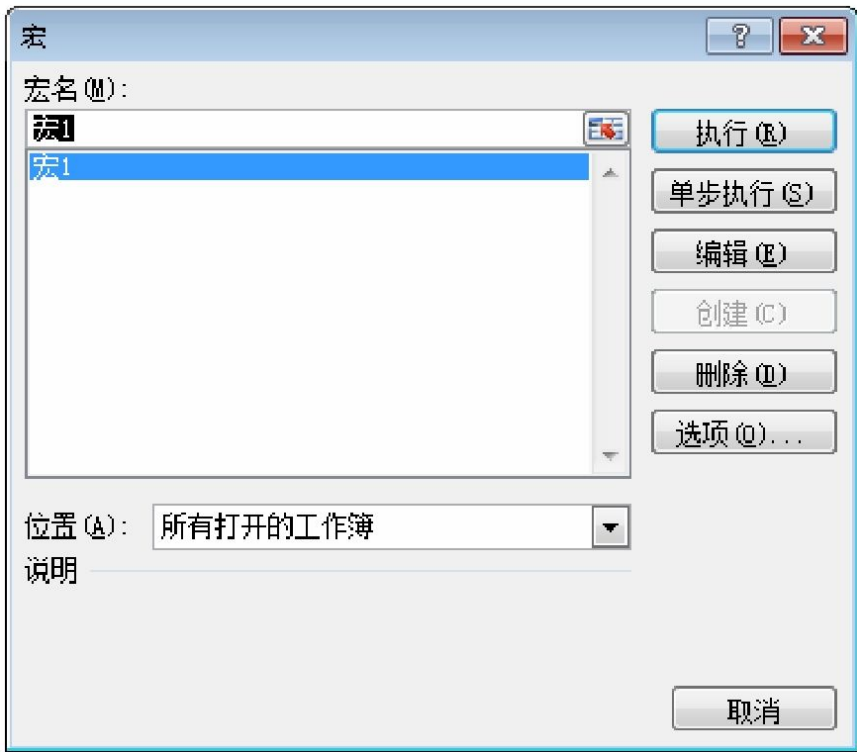 宏
宏名(M):
宏1
宏1
执行(R)
单步执行(S)
编辑(E)
创建(C)
删除(D)
选项(O)...
位置(A):
所有打开的工作簿
说明
取消